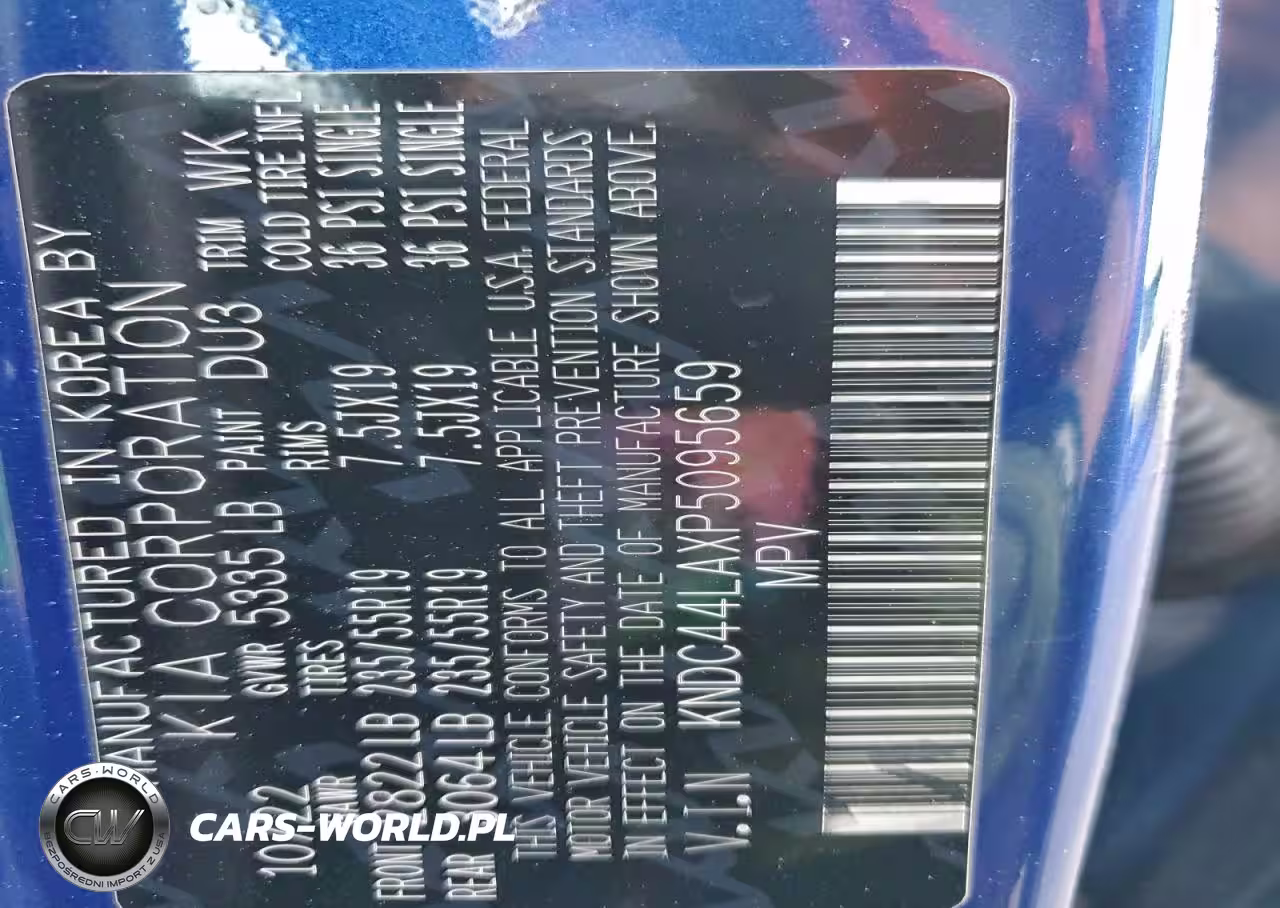 MANUFACTURED IN KOREA BY
KIA CORPORATION
10/22 GVWR 5335 LB PAINT DU3 TRIM WK
GAWR TIRES RIMS COLD TIRE INFL
FRONT 2822LB 235/55R19 7.5JX19 36 PSI SINGLE
REAR 3064LB 235/55R19 7.5JX19 36 PSI SINGLE
THIS VEHICLE CONFORMS TO ALL APPLICABLE U.S.A. FEDERAL
MOTOR VEHICLE SAFETY AND THEFT PREVENTION STANDARDS
IN EFFECT ON THE DATE OF MANUFACTURE SHOWN ABOVE.
V.I.N KNDC44LAXP5095659
MPV
CARS-WORLD
CW
BEZPOŚREDNI IMPORT Z USA
CARS-WORLD.PL